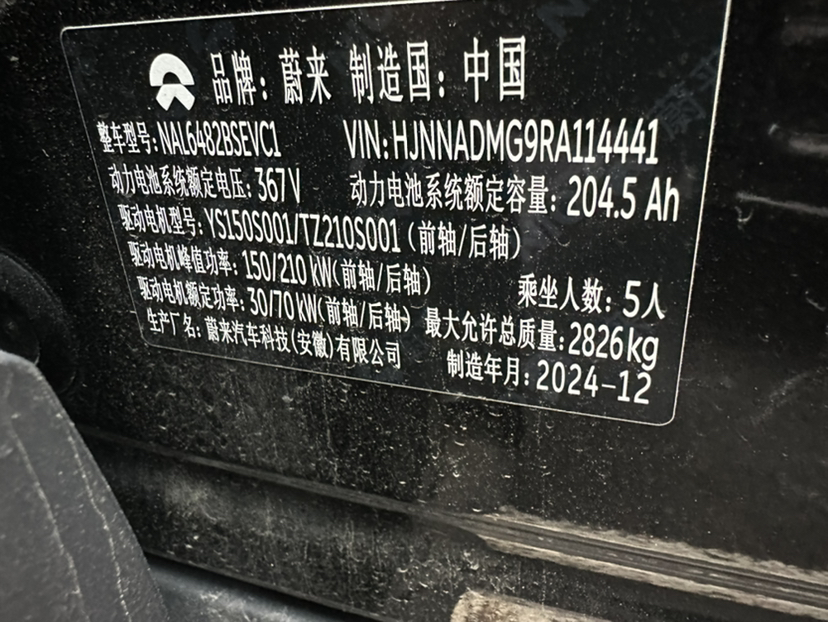 品牌：蔚来 制造国：中国
整车型号：NAL6482BSEVC1 VIN：HJNNADMG9RA114441
动力电池系统额定电压：367V 动力电池系统额定容量：204.5 Ah
驱动电机型号：YS150S001/TZ210S001（前轴/后轴）
驱动电机峰值功率：150/210 kW(前轴/后轴) 乘坐人数：5人
驱动电机额定功率：30/70 kW(前轴/后轴) 最大允许总质量：2826kg
生产厂名：蔚来汽车科技(安徽)有限公司 制造年月：2024-12